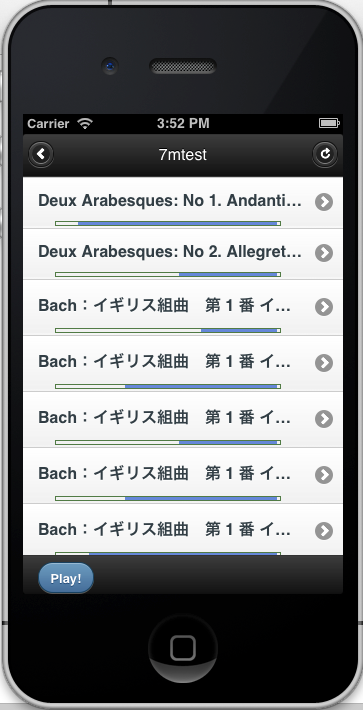 Carrier
3:52 PM
7mtest
Deux Arabesques: No 1. Andanti...
Deux Arabesques: No 2. Allegret...
Bach：イギリス組曲　第 1 番 イ...
Bach：イギリス組曲　第 1 番 イ...
Bach：イギリス組曲　第 1 番 イ...
Bach：イギリス組曲　第 1 番 イ...
Bach：イギリス組曲　第 1 番 イ...
Play!